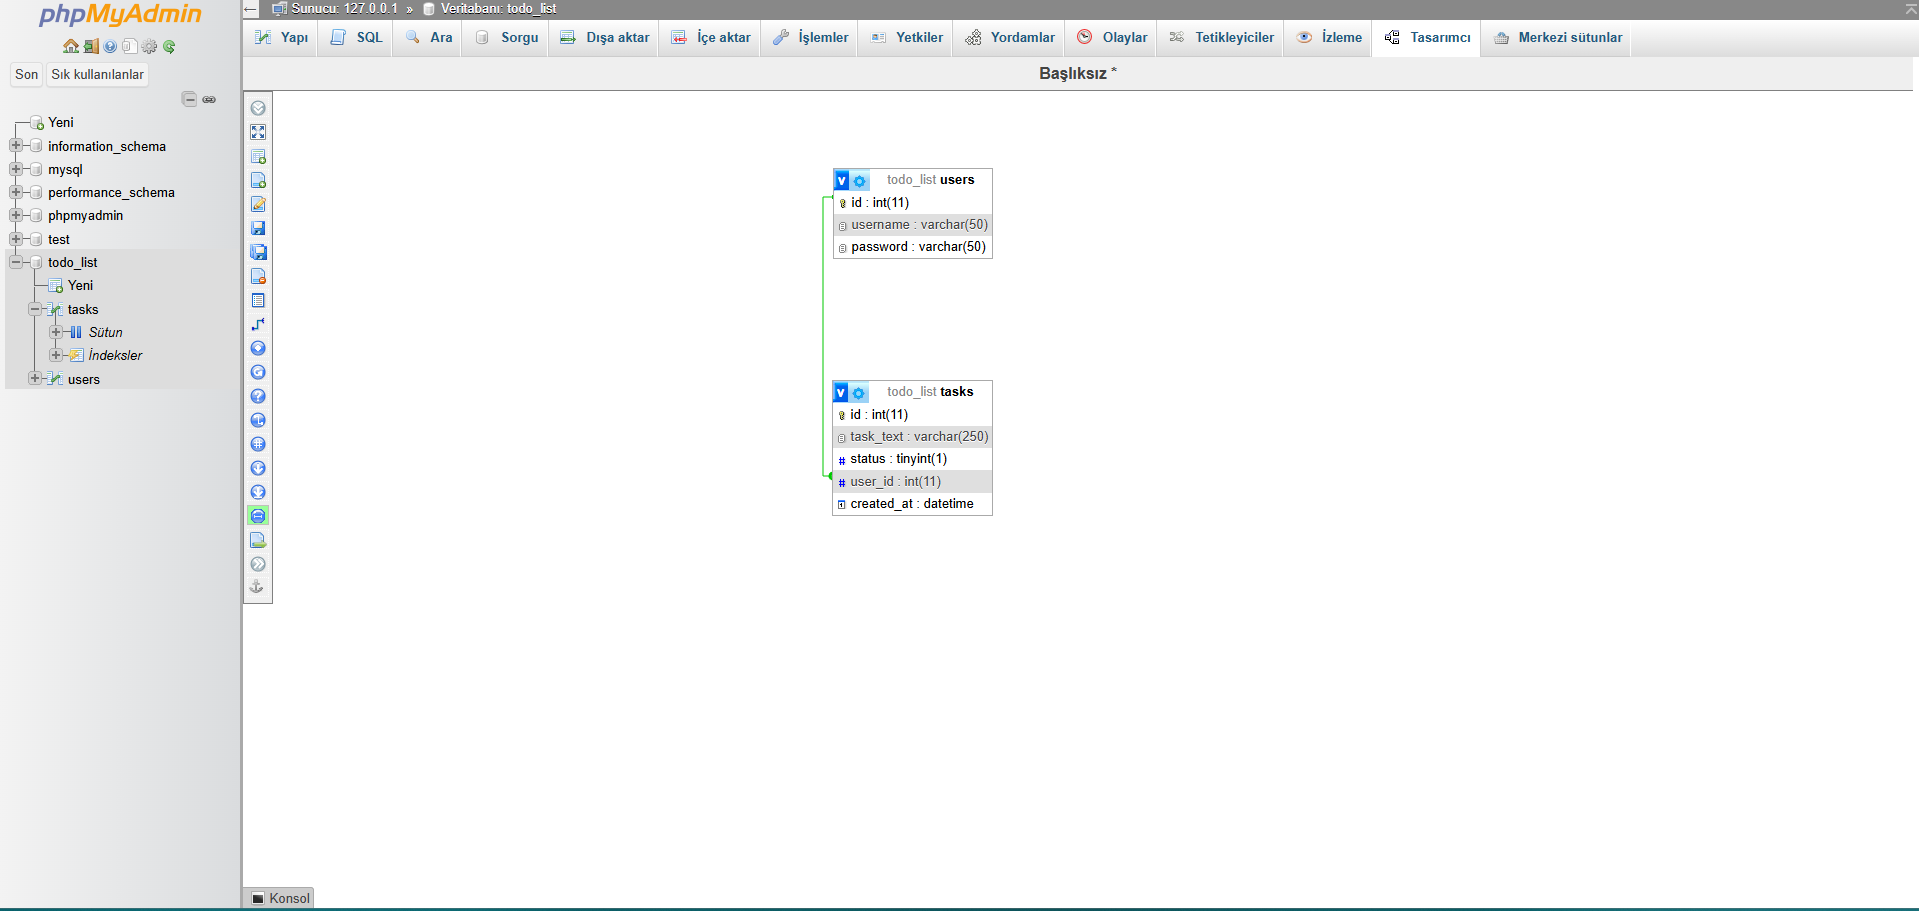 phpMyAdmin
Son
Sık kullanılanlar
Yeni
information_schema
mysql
performance_schema
phpmyadmin
test
todo_list
Yeni
tasks
Sütun
İndeksler
users
Sunucu: 127.0.0.1 » Veritabanı: todo_list
Yapı SQL Ara Sorgu Dışa aktar İçe aktar İşlemler Yetkiler Yordamlar Olaylar Tetikleyiciler İzleme Tasarımcı Merkezi sütunlar
Başlıksız *
v todo_list users
id : int(11)
username : varchar(50)
password : varchar(50)
v todo_list tasks
id : int(11)
task_text : varchar(250)
# status : tinyint(1)
# user_id : int(11)
created_at : datetime
Konsol